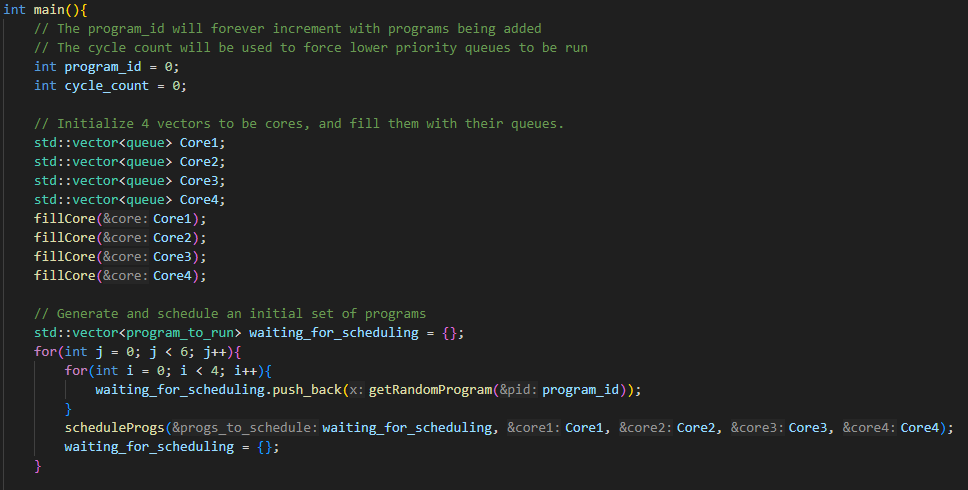 int main(){
// The program_id will forever increment with programs being added
// The cycle count will be used to force lower priority queues to be run
int program_id = 0;
int cycle_count = 0;
// Initialize 4 vectors to be cores, and fill them with their queues.
std::vector<queue> Core1;
std::vector<queue> Core2;
std::vector<queue> Core3;
std::vector<queue> Core4;
fillCore(&core: Core1);
fillCore(&core: Core2);
fillCore(&core: Core3);
fillCore(&core: Core4);
// Generate and schedule an initial set of programs
std::vector<program_to_run> waiting_for_scheduling = {};
for(int j = 0; j < 6; j++){
for(int i = 0; i < 4; i++){
waiting_for_scheduling.push_back(x: getRandomProgram(&pid: program_id));
}
scheduleProgs(&progs_to_schedule: waiting_for_scheduling, &core1: Core1, &core2: Core2, &core3: Core3, &core4: Core4);
waiting_for_scheduling = {};
}